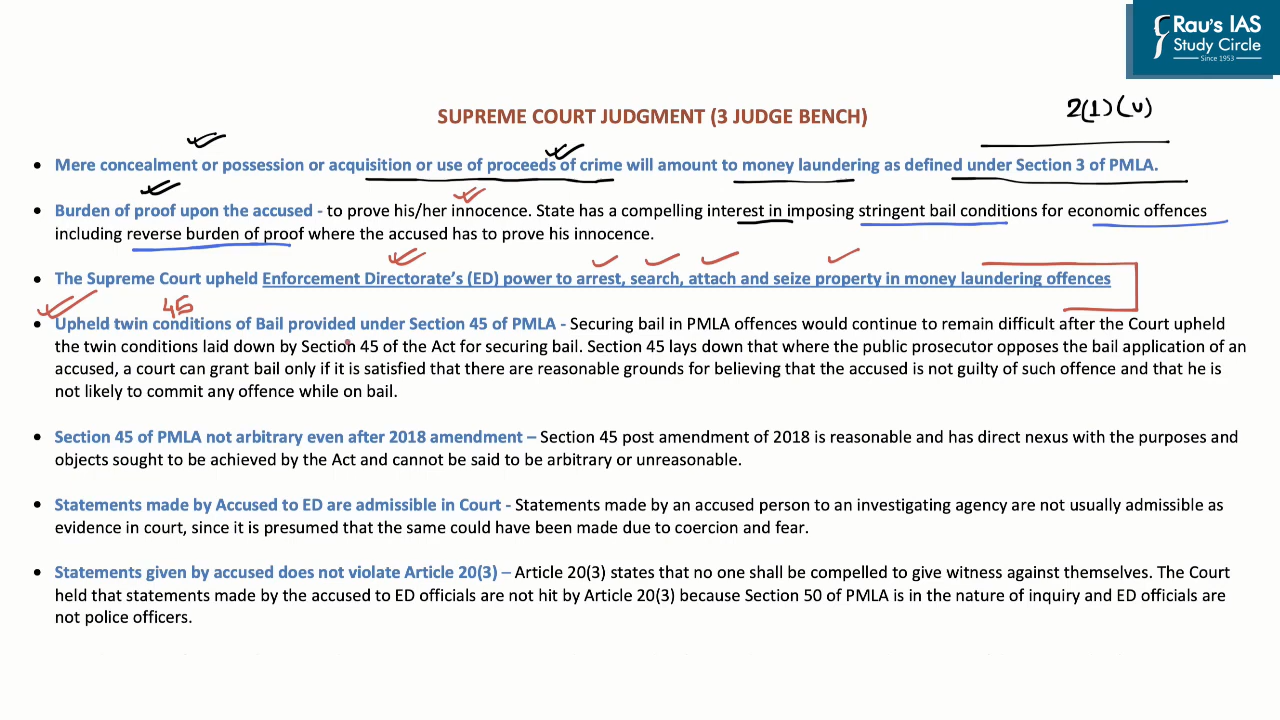 Rau's IAS
Study Circle
Since 1953
2(1)(u)
SUPREME COURT JUDGMENT (3 JUDGE BENCH)
• Mere concealment or possession or acquisition or use of proceeds of crime will amount to money laundering as defined under Section 3 of PMLA.
• Burden of proof upon the accused - to prove his/her innocence. State has a compelling interest in imposing stringent bail conditions for economic offences
including reverse burden of proof where the accused has to prove his innocence.
• The Supreme Court upheld Enforcement Directorate's (ED) power to arrest, search, attach and seize property in money laundering offences
45
• Upheld twin conditions of Bail provided under Section 45 of PMLA - Securing bail in PMLA offences would continue to remain difficult after the Court upheld
the twin conditions laid down by Section 45 of the Act for securing bail. Section 45 lays down that where the public prosecutor opposes the bail application of an
accused, a court can grant bail only if it is satisfied that there are reasonable grounds for believing that the accused is not guilty of such offence and that he is
not likely to commit any offence while on bail.
• Section 45 of PMLA not arbitrary even after 2018 amendment – Section 45 post amendment of 2018 is reasonable and has direct nexus with the purposes and
objects sought to be achieved by the Act and cannot be said to be arbitrary or unreasonable.
• Statements made by Accused to ED are admissible in Court - Statements made by an accused person to an investigating agency are not usually admissible as
evidence in court, since it is presumed that the same could have been made due to coercion and fear.
• Statements given by accused does not violate Article 20(3) – Article 20(3) states that no one shall be compelled to give witness against themselves. The Court
held that statements made by the accused to ED officials are not hit by Article 20(3) because Section 50 of PMLA is in the nature of inquiry and ED officials are
not police officers.